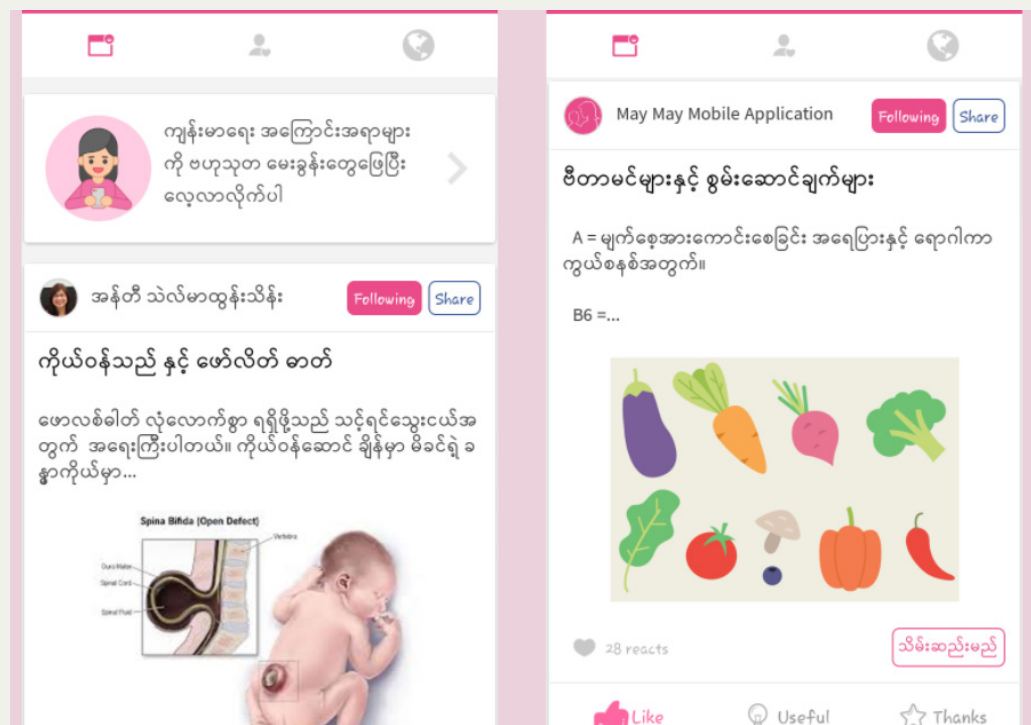 ကျန်းမာရေး အကြောင်းအရာများ
ကို ဗဟုသုတ မေးခွန်းတွေဖြေပြီး
လေ့လာလိုက်ပါ
အန်တီ သဲလ်မာထွန်းသိန်း
Following
Share
ကိုယ်ဝန်သည် နှင့် ဖော်လိတ် ဓာတ်
ဖောလစ်ဓါတ် လုံလောက်စွာ ရရှိဖို့သည် သင့်ရင်သွေးငယ်အ
တွက် အရေးကြီးပါတယ်။ ကိုယ်ဝန်ဆောင် ချိန်မှာ မိခင်ရဲ့ ခ
န္ဓာကိုယ်မှာ...
Spina Bifida (Open Defect)
Vertebra
Dura Mater
Spinal Cord
Spinal Fluid
May May Mobile Application
Following
Share
ဗီတာမင်များနှင့် စွမ်းဆောင်ချက်များ
A = မျက်စေ့အားကောင်းစေခြင်း အရေပြားနှင့် ရောဂါကာ
ကွယ်စနစ်အတွက်။
B6 =...
28 reacts
သိမ်းဆည်းမည်
Like
Useful
Thanks